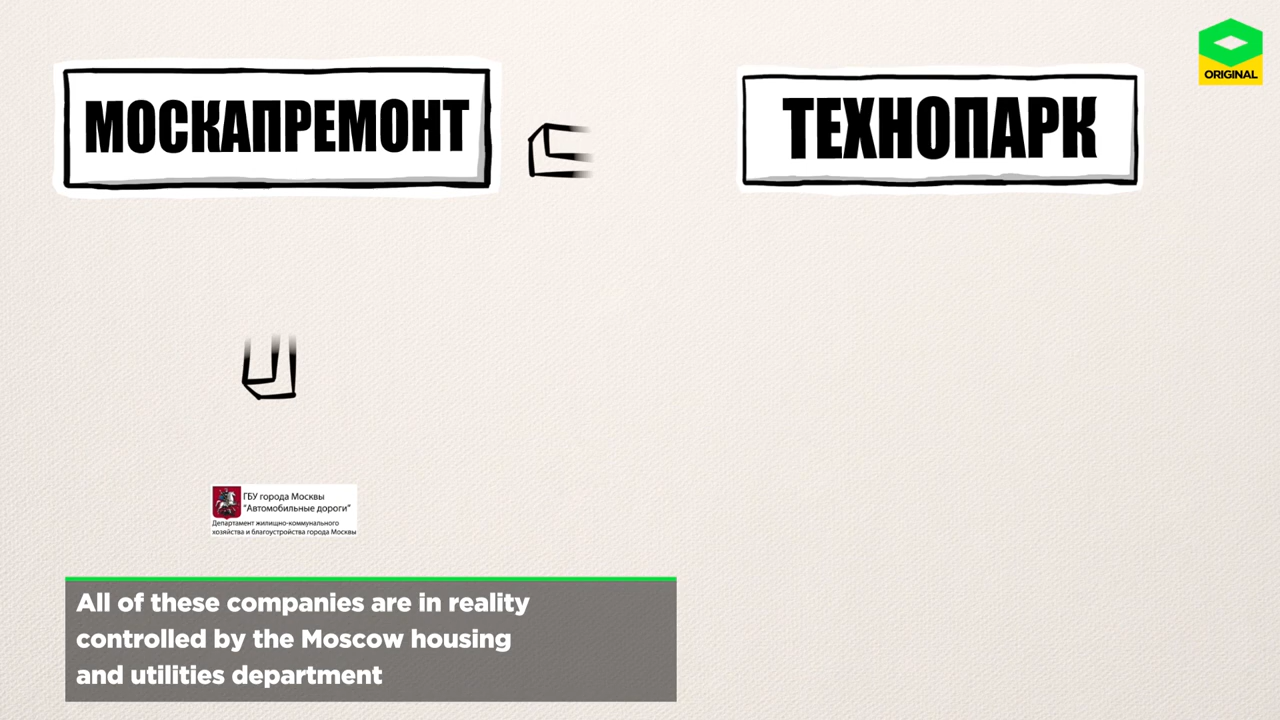 МОСКАПРЕМОНТ
ТЕХНОПАРК
ORIGINAL
ГБУ города Москвы
"Автомобильные дороги"
Департамент жилищно-коммунального
хозяйства и благоустройства города Москвы
All of these companies are in reality
controlled by the Moscow housing
and utilities department